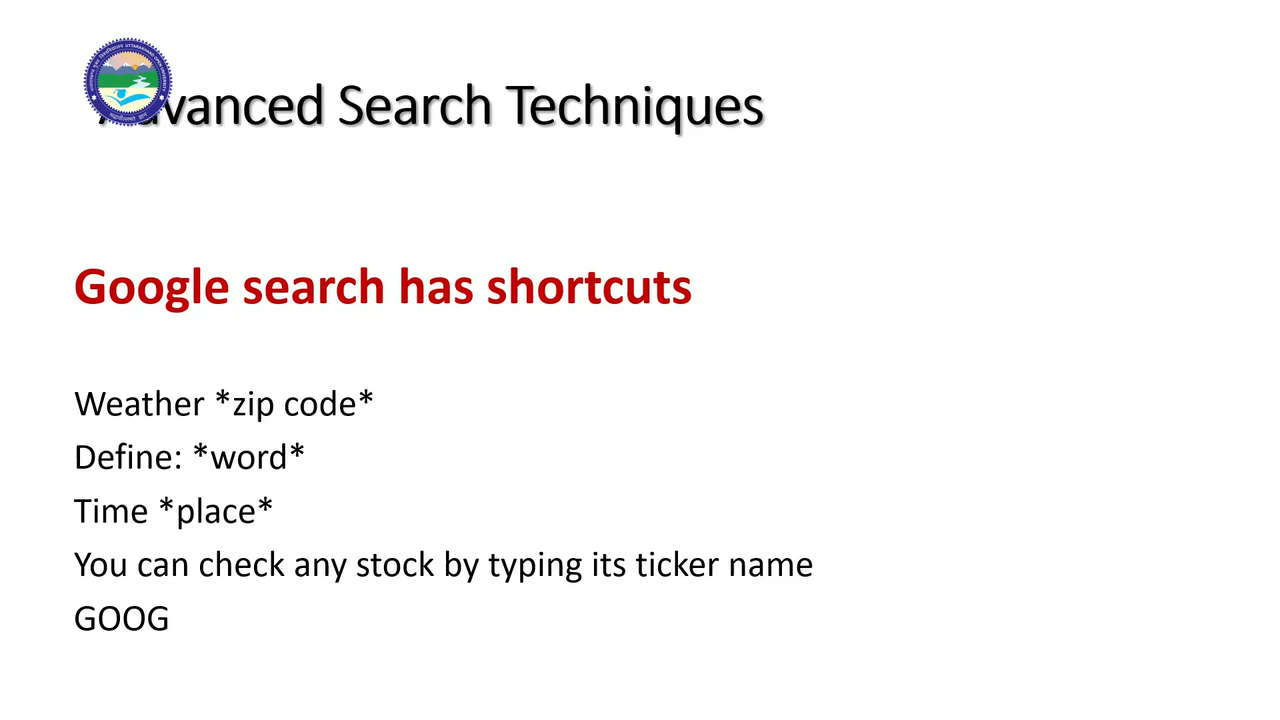 Advanced Search Techniques
Google search has shortcuts
Weather *zip code*
Define: *word*
Time *place*
You can check any stock by typing its ticker name
GOOG